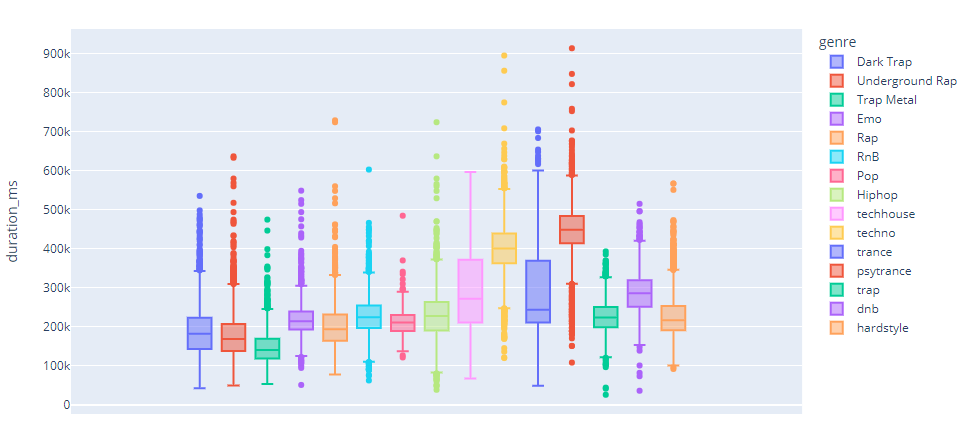 900k
800k
700k
600k
500k
400k
300k
200k
100k
0
duration_ms
genre
Dark Trap
Underground Rap
Trap Metal
Emo
Rap
RnB
Pop
Hiphop
techhouse
techno
trance
psytrance
trap
dnb
hardstyle